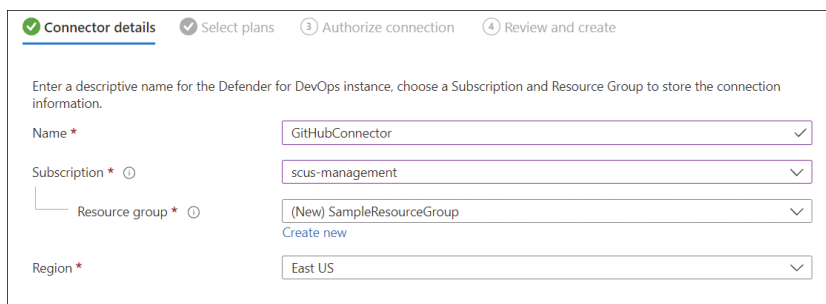 Connector details Select plans 3 Authorize connection 4 Review and create
Enter a descriptive name for the Defender for DevOps instance, choose a Subscription and Resource Group to store the connection
information.
Name * GitHubConnector
Subscription * scus-management
Resource group * (New) SampleResourceGroup
Create new
Region * East US